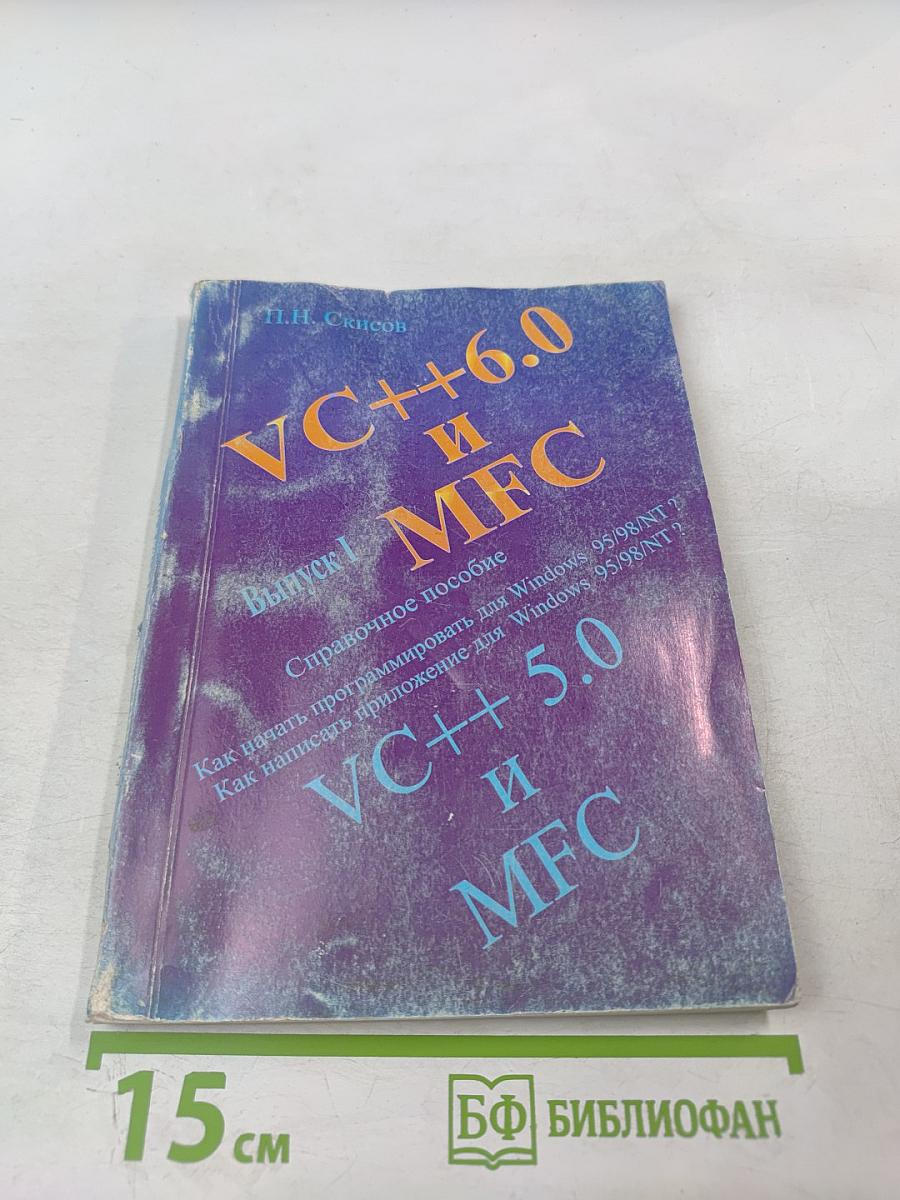 П.Н. Скисов
VC++6.0
и
MFC
Выпуск I
Справочное пособие
Как начать программировать для Windows 95/98/NT ?
Как написать приложение для Windows 95/98/NT ?
VC++ 5.0
и
MFC
15 см
БФ БИБЛИОФАН